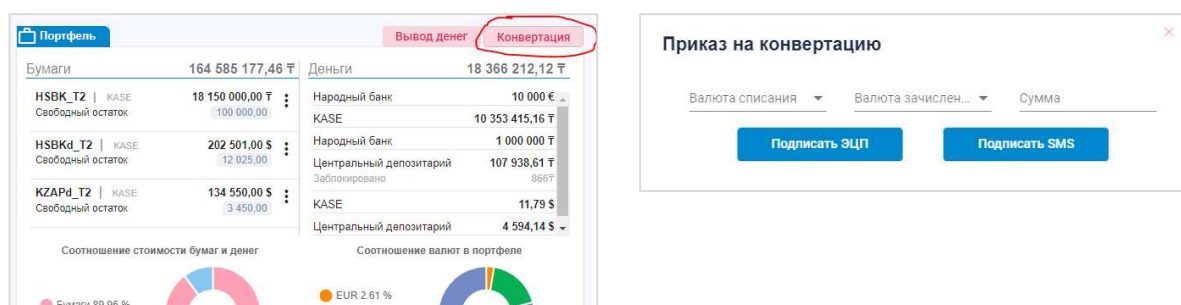 Портфель
Вывод денег
Конвертация
Бумаги 164 585 177,46 ₸
HSBK_T2 | KASE 18 150 000,00 ₸
Свободный остаток 100 000,00
HSBKd_T2 | KASE 202 501,00 $
Свободный остаток 12 025,00
KZAPd_T2 | KASE 134 550,00 $
Свободный остаток 3 450,00
Деньги 18 366 212,12 ₸
Народный банк 10 000 €
KASE 10 353 415,16 ₸
Народный банк 1 000 000 ₸
Центральный депозитарий 107 938,61 ₸
Заблокировано 866₸
KASE 11,79 $
Центральный депозитарий 4 594,14 $
Соотношение стоимости бумаг и денег
Бумаги 89.96 %
Соотношение валют в портфеле
EUR 2.61 %
Приказ на конвертацию
Валюта списания
Валюта зачислен...
Сумма
Подписать ЭЦП
Подписать SMS